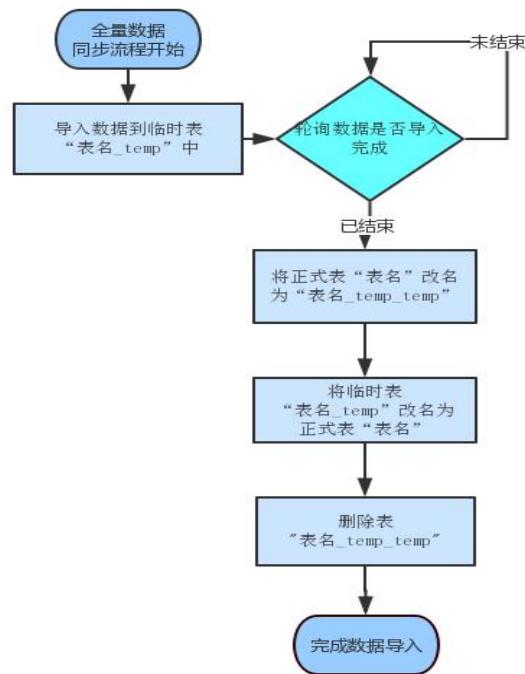 全量数据
同步流程开始
导入数据到临时表
“表名_temp”中
轮询数据是否导入
完成
未结束
已结束
将正式表“表名”改名
为“表名_temp_temp”
将临时表
“表名_temp”改名为
正式表“表名”
删除表
"表名_temp_temp"
完成数据导入